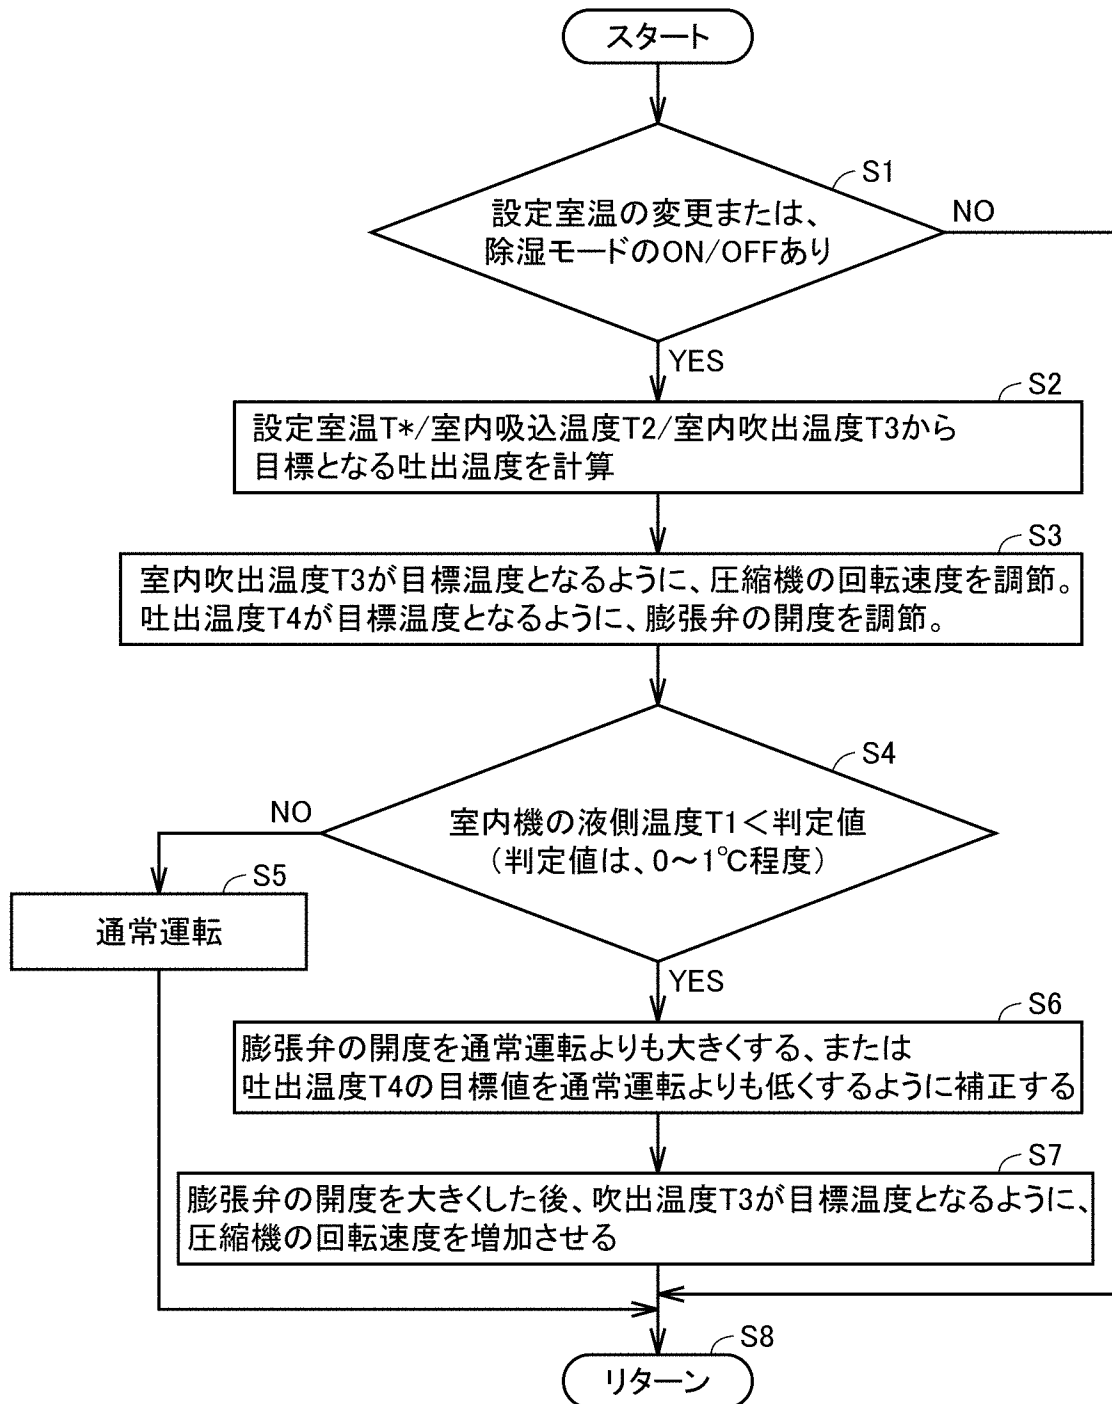 スタート
S1
設定室温の変更または、
除湿モードのON/OFFあり
NO
YES
S2
設定室温T*/室内吸込温度T2/室内吹出温度T3から
目標となる吐出温度を計算
S3
室内吹出温度T3が目標温度となるように、圧縮機の回転速度を調節。
吐出温度T4が目標温度となるように、膨張弁の開度を調節。
S4
NO
室内機の液側温度T1＜判定値
（判定値は、0～1℃程度）
S5
通常運転
YES
S6
膨張弁の開度を通常運転よりも大きくする、または
吐出温度T4の目標値を通常運転よりも低くするように補正する
S7
膨張弁の開度を大きくした後、吹出温度T3が目標温度となるように、
圧縮機の回転速度を増加させる
S8
リターン